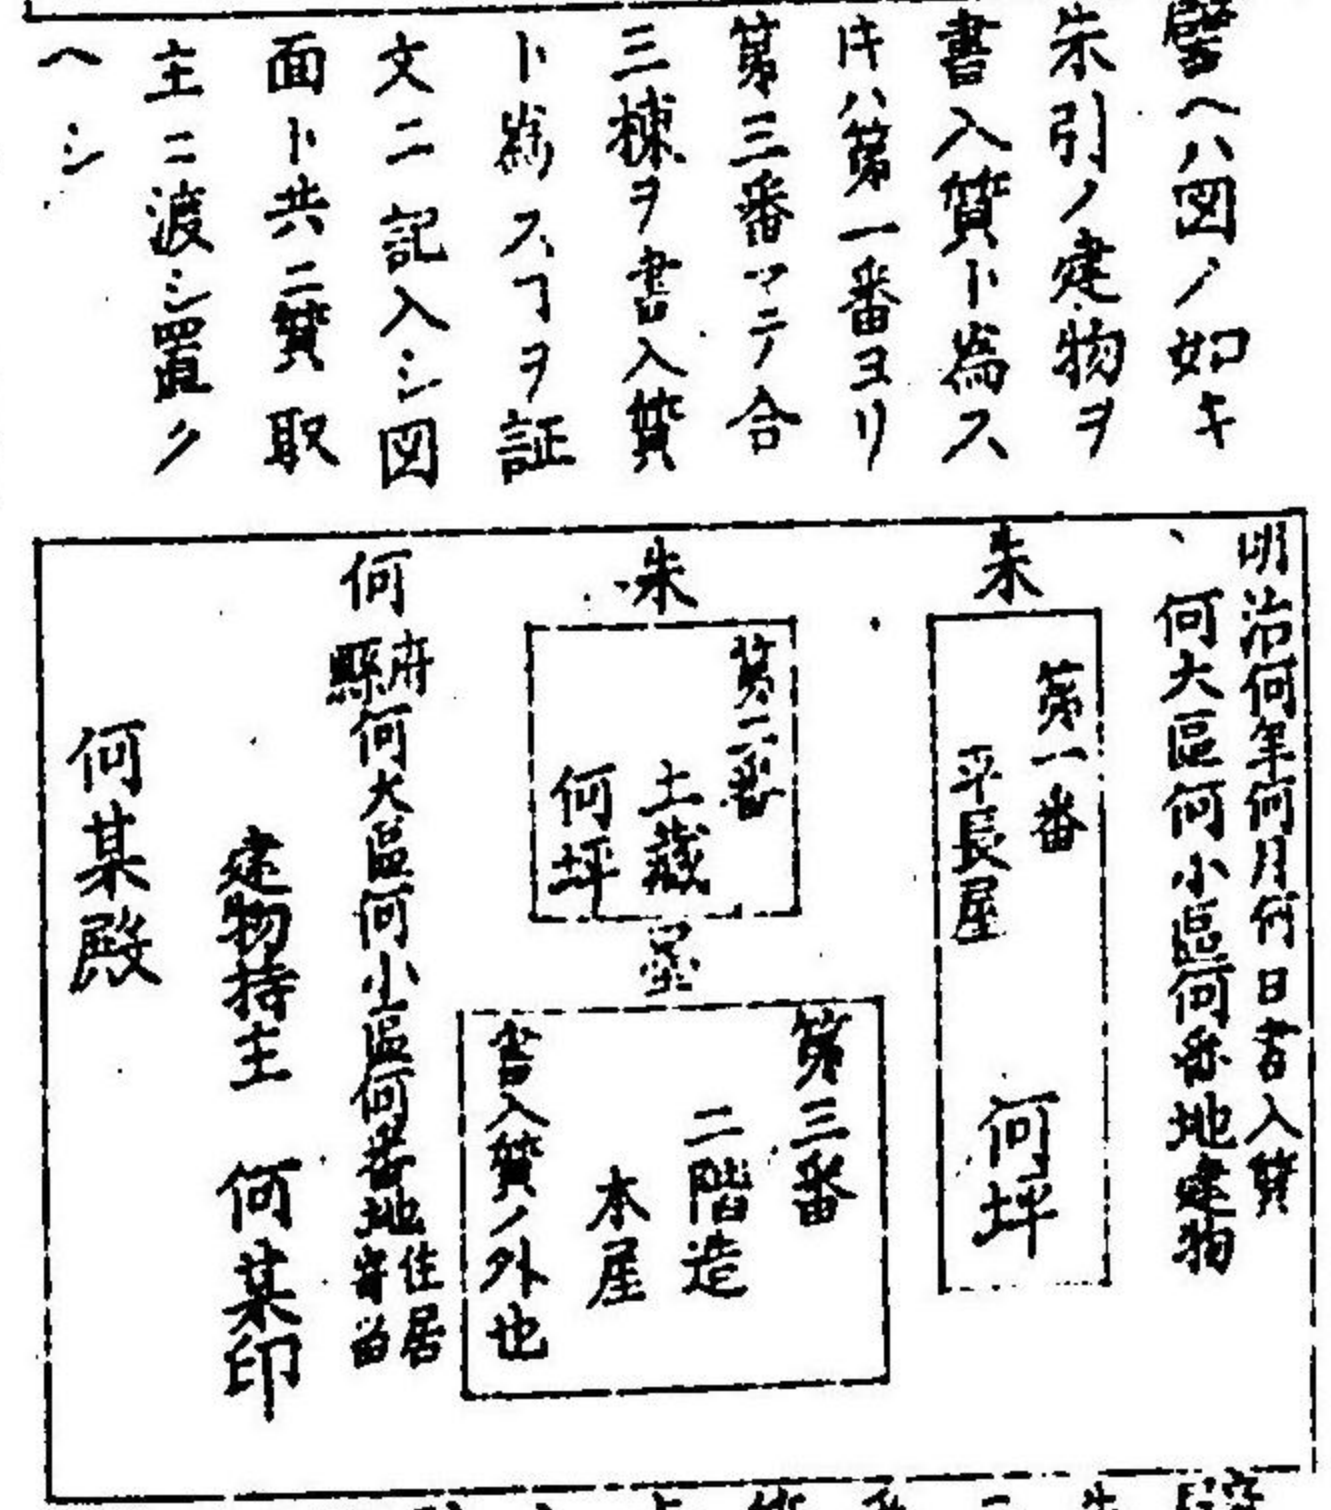 譬ヘハ図ノ如キ
朱引ノ建物ヲ
書入質ト爲ス
キハ第一番ヨリ
第三番マテ合
三棟ヲ書入質
ト爲スヿヲ証
文ニ記入シ図
面ト共ニ質取
主ニ渡シ置ク
ヘシ
明治何年何月何日書入質
何大區何小區何番地建物
朱
第一番
平長屋
何坪
朱
第二番
土藏
何坪
墨
第三番
二階造
本屋
書入質ノ外也
何府縣何大區何小區何番地住居寄留
建物持主 何某印
何某殿